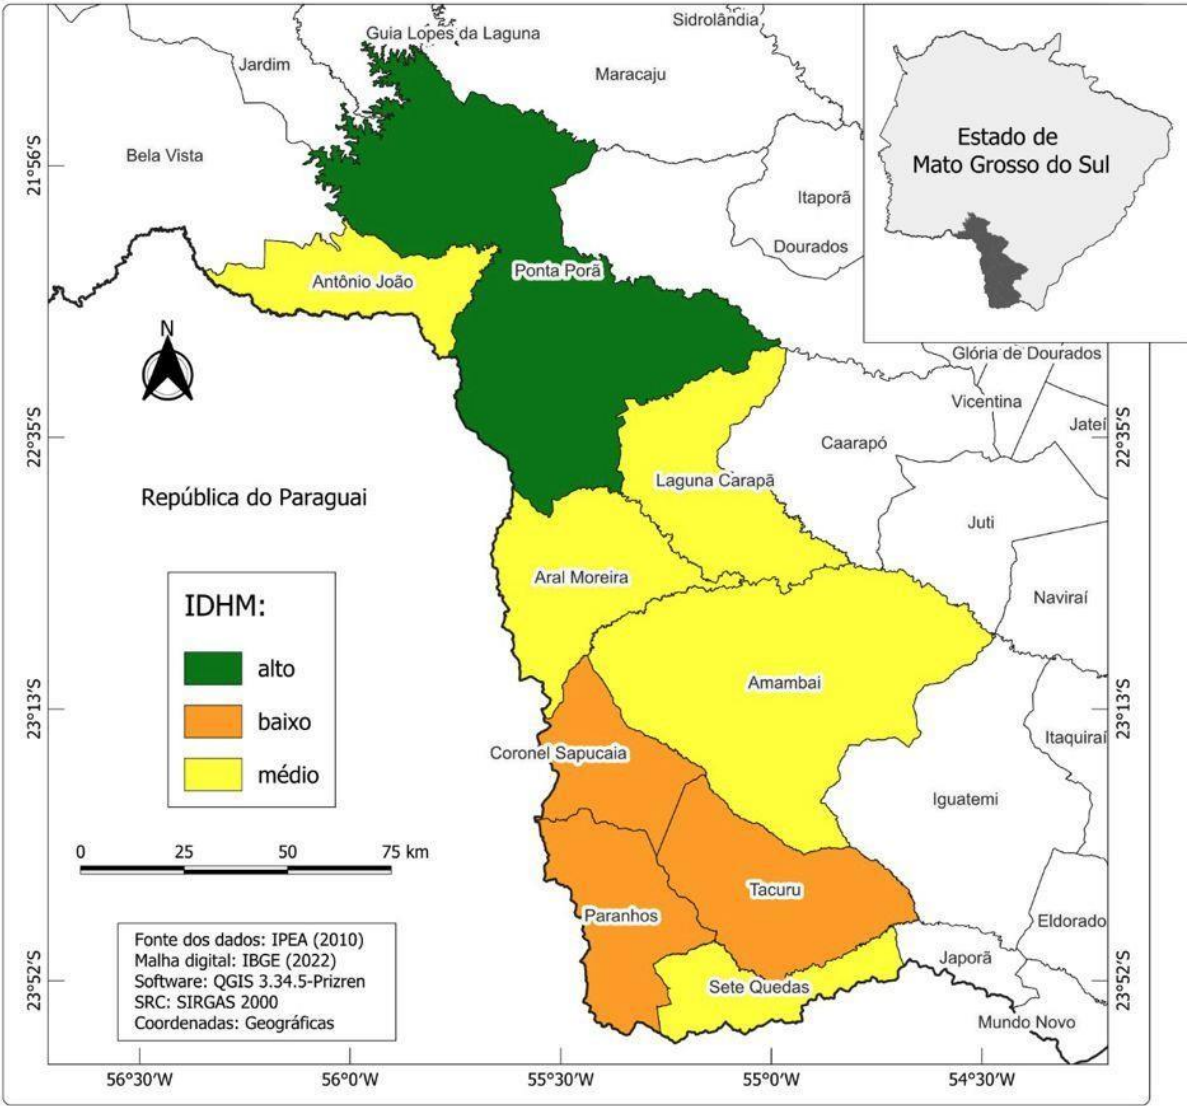 Guia Lopes da Laguna
Sidrolândia
Jardim
Maracaju
Bela Vista
Itaporã
Dourados
Estado de
Mato Grosso do Sul
Antônio João
Ponta Porã
N
Glória de Dourados
Vicentina
Jateí
Caarapó
Laguna Carapã
República do Paraguai
Juti
Aral Moreira
Naviraí
IDHM:
alto
baixo
médio
Amambai
Itaquiraí
Coronel Sapucaia
Iguatemi
0 25 50 75 km
Tacuru
Paranhos
Eldorado
Japorã
Sete Quedas
Mundo Novo
Fonte dos dados: IPEA (2010)
Malha digital: IBGE (2022)
Software: QGIS 3.34.5-Prizren
SRC: SIRGAS 2000
Coordenadas: Geográficas
21°56'S
22°35'S
23°13'S
23°52'S
22°35'S
23°13'S
23°52'S
56°30'W 56°0'W 55°30'W 55°0'W 54°30'W